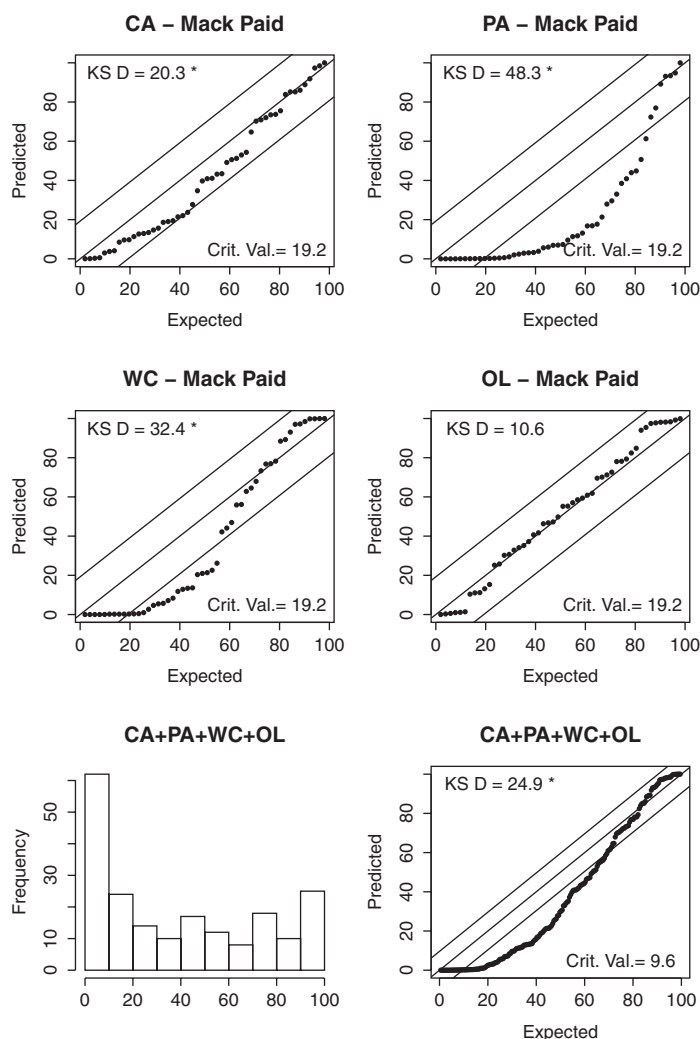 CA – Mack Paid
KS D = 20.3 *
Crit. Val.= 19.2
Predicted
0 20 40 60 80
0 20 40 60 80 100
Expected
PA – Mack Paid
KS D = 48.3 *
Crit. Val.= 19.2
Predicted
0 20 40 60 80
0 20 40 60 80 100
Expected
WC – Mack Paid
KS D = 32.4 *
Crit. Val.= 19.2
Predicted
0 20 40 60 80
0 20 40 60 80 100
Expected
OL – Mack Paid
KS D = 10.6
Crit. Val.= 19.2
Predicted
0 20 40 60 80
0 20 40 60 80 100
Expected
CA+PA+WC+OL
Frequency
0 10 30 50
0 20 40 60 80 100
CA+PA+WC+OL
KS D = 24.9 *
Crit. Val.= 9.6
Predicted
0 20 40 60 80
0 20 40 60 80 100
Expected